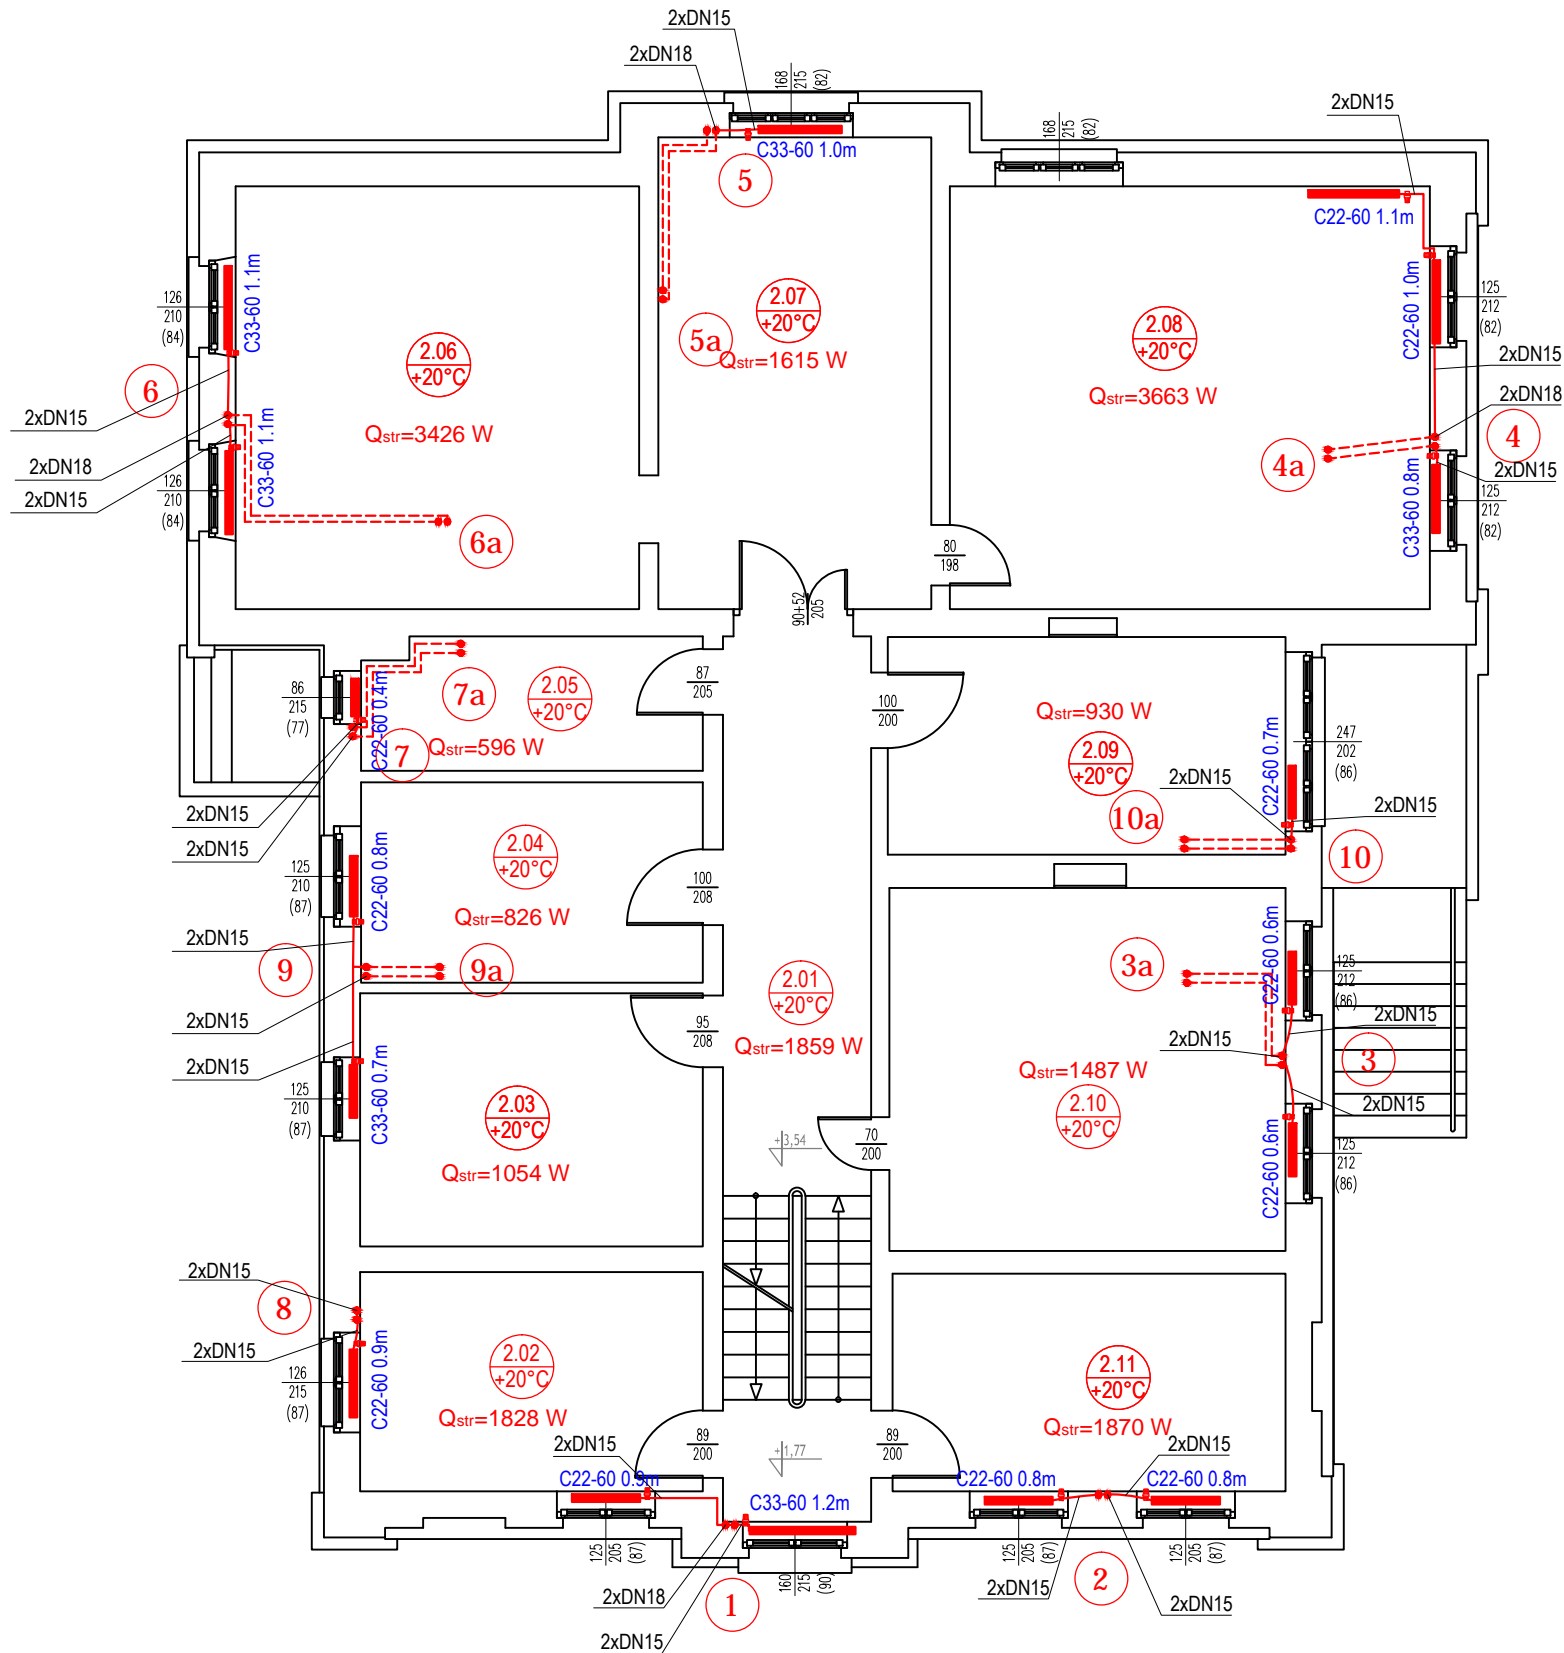 2xDN15
2xDN18
168
215
(82)
C33-60 1.0m
5
168
215
(82)
2xDN15
C22-60 1.1m
126
210
(84)
C33-60 1.1m
2.06
+20°C
Qstr=3426 W
2.07
+20°C
Qstr=1615 W
5a
2.08
+20°C
Qstr=3663 W
C22-60 1.0m
125
212
(82)
2xDN15
2xDN18
4
6
2xDN15
2xDN18
2xDN15
126
210
(84)
C33-60 1.1m
6a
4a
2xDN15
C33-60 0.8m
125
212
(82)
80
198
90+52
205
86
215
(77)
C22-60 0.4m
7a
2.05
+20°C
Qstr=596 W
7
87
205
100
200
Qstr=930 W
2.09
+20°C
C22-60 0.7m
247
202
(86)
2xDN15
2xDN15
10a
2xDN15
2xDN15
10
125
210
(87)
C22-60 0.8m
2.04
+20°C
Qstr=826 W
100
208
2xDN15
9
9a
2xDN15
2xDN15
2.01
+20°C
Qstr=1859 W
95
208
3a
C22-60 0.6m
125
212
(86)
2xDN15
2xDN15
3
2xDN15
Qstr=1487 W
2.10
+20°C
125
210
(87)
C33-60 0.7m
2.03
+20°C
Qstr=1054 W
+3,54
70
200
C22-60 0.6m
125
212
(86)
2xDN15
8
2xDN15
126
215
(87)
C22-60 0.9m
2.02
+20°C
Qstr=1828 W
2.11
+20°C
Qstr=1870 W
89
200
+1,77
89
200
2xDN15
C22-60 0.9m
C33-60 1.2m
2xDN15
C22-60 0.8m
C22-60 0.8m
125
205
(87)
160
215
(90)
125
205
(87)
125
205
(87)
2xDN18
1
2xDN15
2xDN15
2
2xDN15